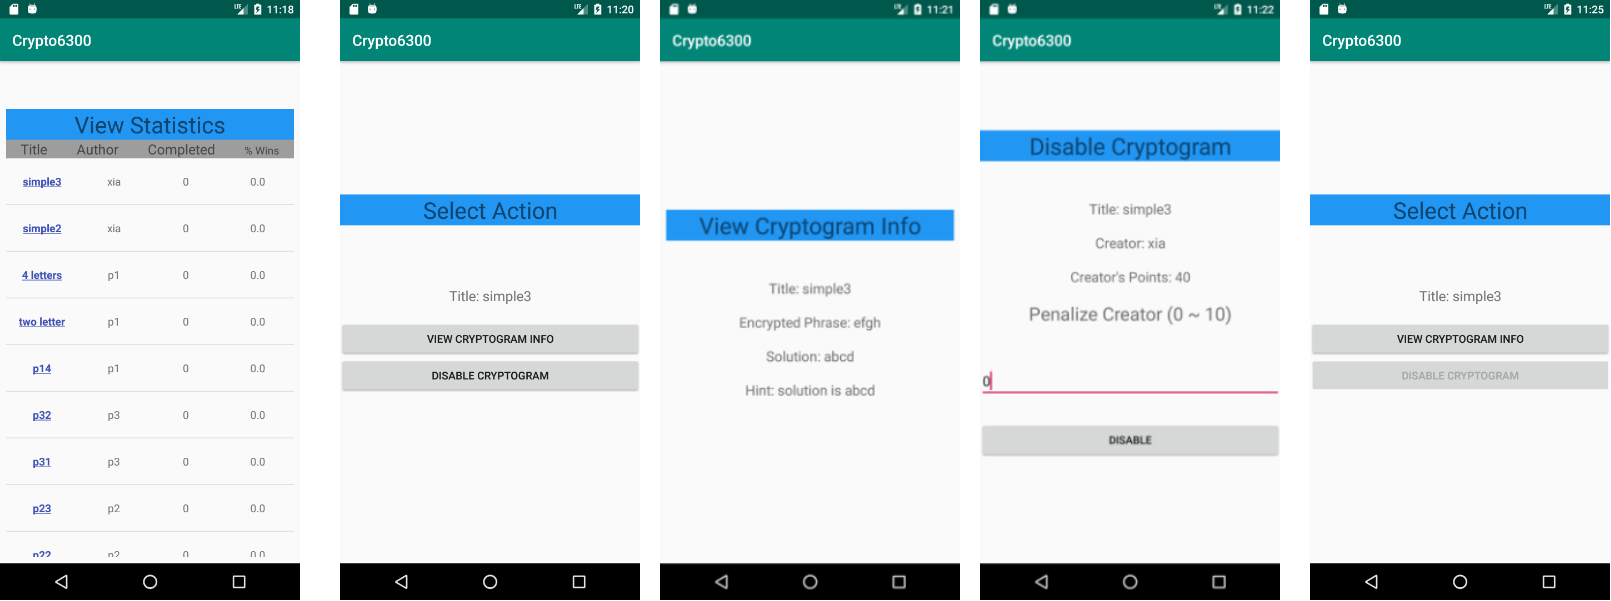 11:18
Crypto6300
View Statistics
Title Author Completed % Wins
simple3 xia 0 0.0
simple2 xia 0 0.0
4 letters p1 0 0.0
two letter p1 0 0.0
p14 p1 0 0.0
p32 p3 0 0.0
p31 p3 0 0.0
p23 p2 0 0.0
p22 p2 0 0.0
LTE 11:20
Crypto6300
Select Action
Title: simple3
VIEW CRYPTOGRAM INFO
DISABLE CRYPTOGRAM
LTE 11:21
Crypto6300
View Cryptogram Info
Title: simple3
Encrypted Phrase: efgh
Solution: abcd
Hint: solution is abcd
LTE 11:22
Crypto6300
Disable Cryptogram
Title: simple3
Creator: xia
Creator's Points: 40
Penalize Creator (0 ~ 10)
0
DISABLE
LTE 11:25
Crypto6300
Select Action
Title: simple3
VIEW CRYPTOGRAM INFO
DISABLE CRYPTOGRAM